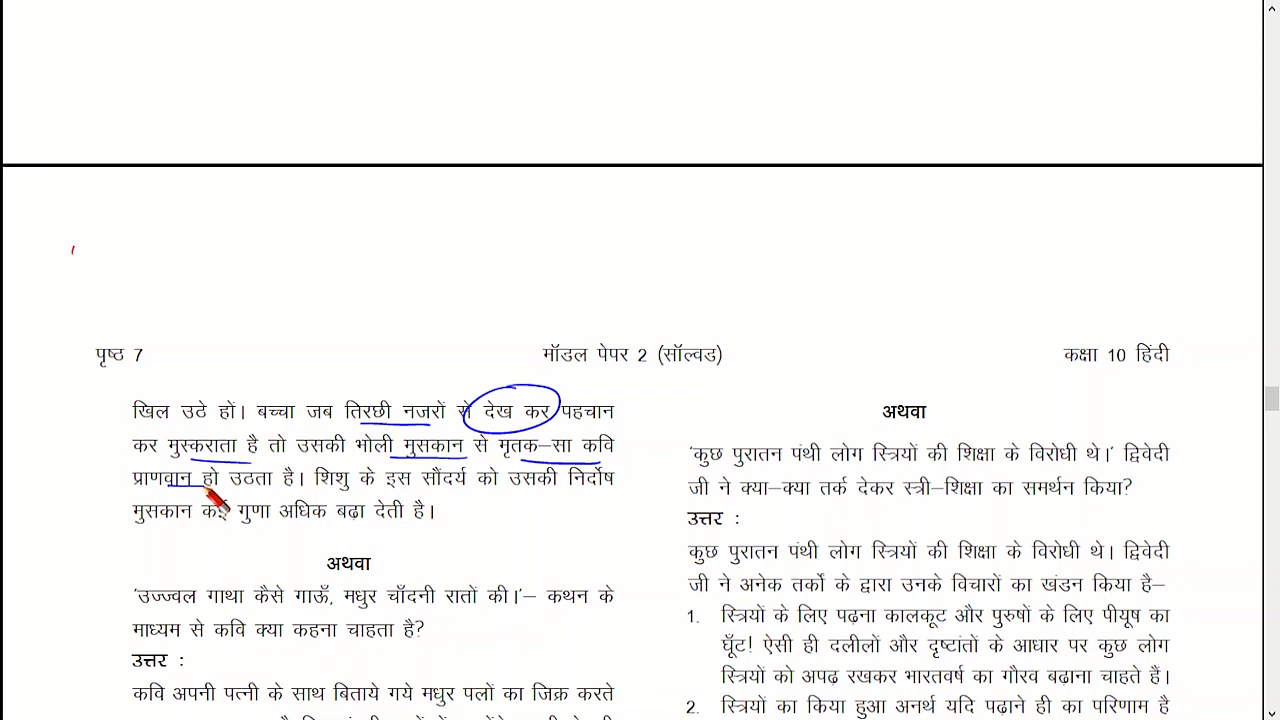 पृष्ठ 7
मॉडल पेपर 2 (सॉल्वड)
कक्षा 10 हिंदी
खिल उठे हों। बच्चा जब तिरछी नजरों से देख कर पहचान
कर मुस्कराता है तो उसकी भोली मुसकान से मृतक–सा कवि
प्राणवान हो उठता है। शिशु के इस सौंदर्य को उसकी निर्दोष
मुसकान कई गुणा अधिक बढ़ा देती है।
अथवा
'उज्ज्वल गाथा कैसे गाऊँ, मधुर चाँदनी रातों की।'– कथन के
माध्यम से कवि क्या कहना चाहता है?
उत्तर :
कवि अपनी पत्नी के साथ बिताये गये मधुर पलों का जिक्र करते
अथवा
'कुछ पुरातन पंथी लोग स्त्रियों की शिक्षा के विरोधी थे।' द्विवेदी
जी ने क्या–क्या तर्क देकर स्त्री–शिक्षा का समर्थन किया?
उत्तर :
कुछ पुरातन पंथी लोग स्त्रियों की शिक्षा के विरोधी थे। द्विवेदी
जी ने अनेक तर्कों के द्वारा उनके विचारों का खंडन किया है–
1. स्त्रियों के लिए पढ़ना कालकूट और पुरुषों के लिए पीयूष का
घूँट! ऐसी ही दलीलों और दृष्टांतों के आधार पर कुछ लोग
स्त्रियों को अपढ़ रखकर भारतवर्ष का गौरव बढ़ाना चाहते हैं।
2. स्त्रियों का किया हुआ अनर्थ यदि पढ़ाने ही का परिणाम है